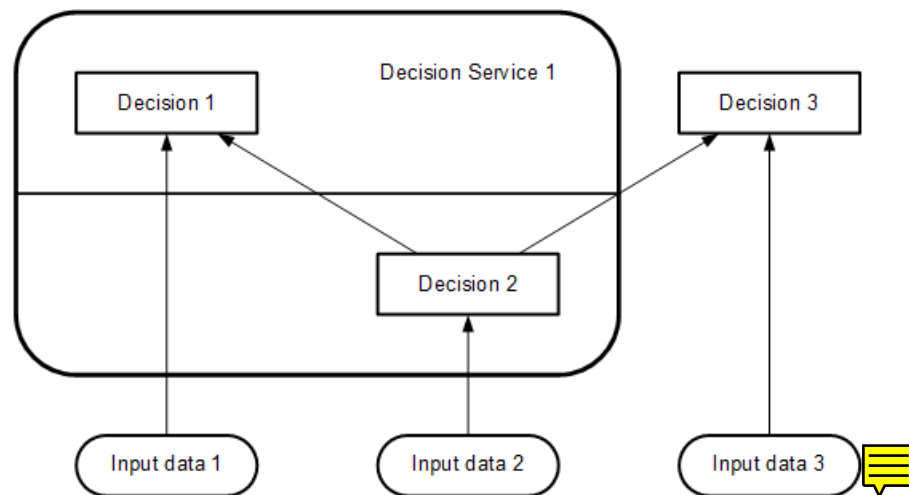 Decision Service 1
Decision 1
Decision 3
Decision 2
Input data 1
Input data 2
Input data 3